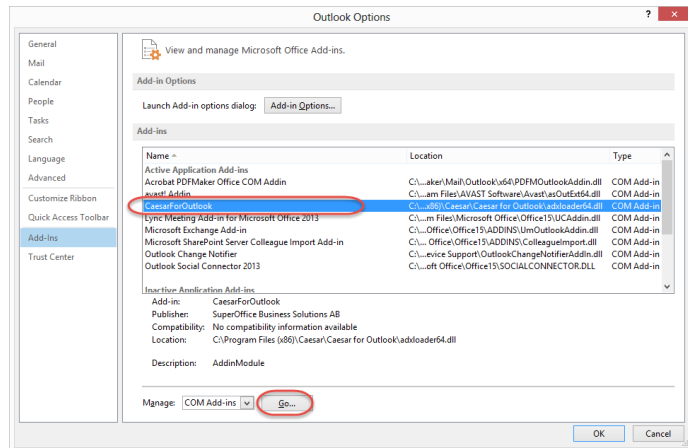 Outlook Options
?
×
General
Mail
Calendar
People
Tasks
Search
Language
Advanced
Customize Ribbon
Quick Access Toolbar
Add-Ins
Trust Center
View and manage Microsoft Office Add-ins.
Add-in Options
Launch Add-in options dialog: Add-in Options...
Add-ins
Name Location Type
Active Application Add-ins
Acrobat PDFMaker Office COM Addin C:\...aker\Mail\Outlook\x64\PDFMOutlookAddin.dll COM Add-in
avast! Addin C:\...am Files\AVAST Software\Avast\asOutExt64.dll COM Add-in
CaesarForOutlook C:\...x86)\Caesar\Caesar for Outlook\adxloader64.dll COM Add-in
Lync Meeting Add-in for Microsoft Office 2013 C:\...m Files\Microsoft Office\Office15\UCAddin.dll COM Add-in
Microsoft Exchange Add-in C:\...Office\Office15\ADDINS\UmOutlookAddin.dll COM Add-in
Microsoft SharePoint Server Colleague Import Add-in C:\... Office\Office15\ADDINS\ColleagueImport.dll COM Add-in
Outlook Change Notifier C:\...evice Support\OutlookChangeNotifierAddIn.dll COM Add-in
Outlook Social Connector 2013 C:\...oft Office\Office15\SOCIALCONNECTOR.DLL COM Add-in
Inactive Application Add-ins
Add-in: CaesarForOutlook
Publisher: SuperOffice Business Solutions AB
Compatibility: No compatibility information available
Location: C:\Program Files (x86)\Caesar\Caesar for Outlook\adxloader64.dll
Description: AddinModule
Manage: COM Add-ins Go...
OK Cancel